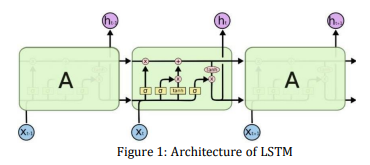 ht-1 ht ht+1
× + tanh
× ×
A σ σ tanh σ A
Xt-1 Xt Xt+1
Figure 1: Architecture of LSTM